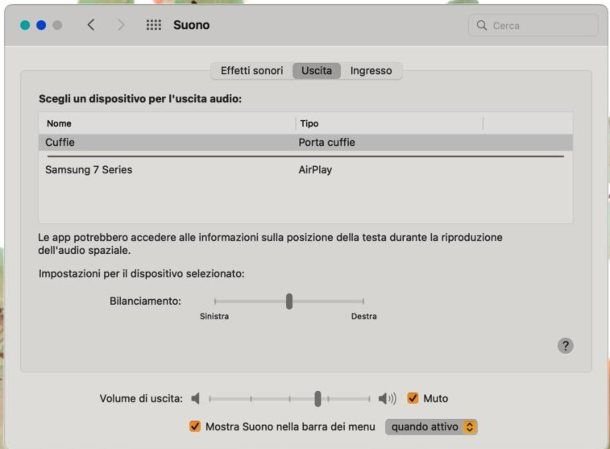 Suono
Cerca
Effetti sonori Uscita Ingresso
Scegli un dispositivo per l'uscita audio:
Nome Tipo
Cuffie Porta cuffie
Samsung 7 Series AirPlay
Le app potrebbero accedere alle informazioni sulla posizione della testa durante la riproduzione
dell'audio spaziale.
Impostazioni per il dispositivo selezionato:
Bilanciamento:
Sinistra Destra
?
Volume di uscita: Muto
Mostra Suono nella barra dei menu quando attivo